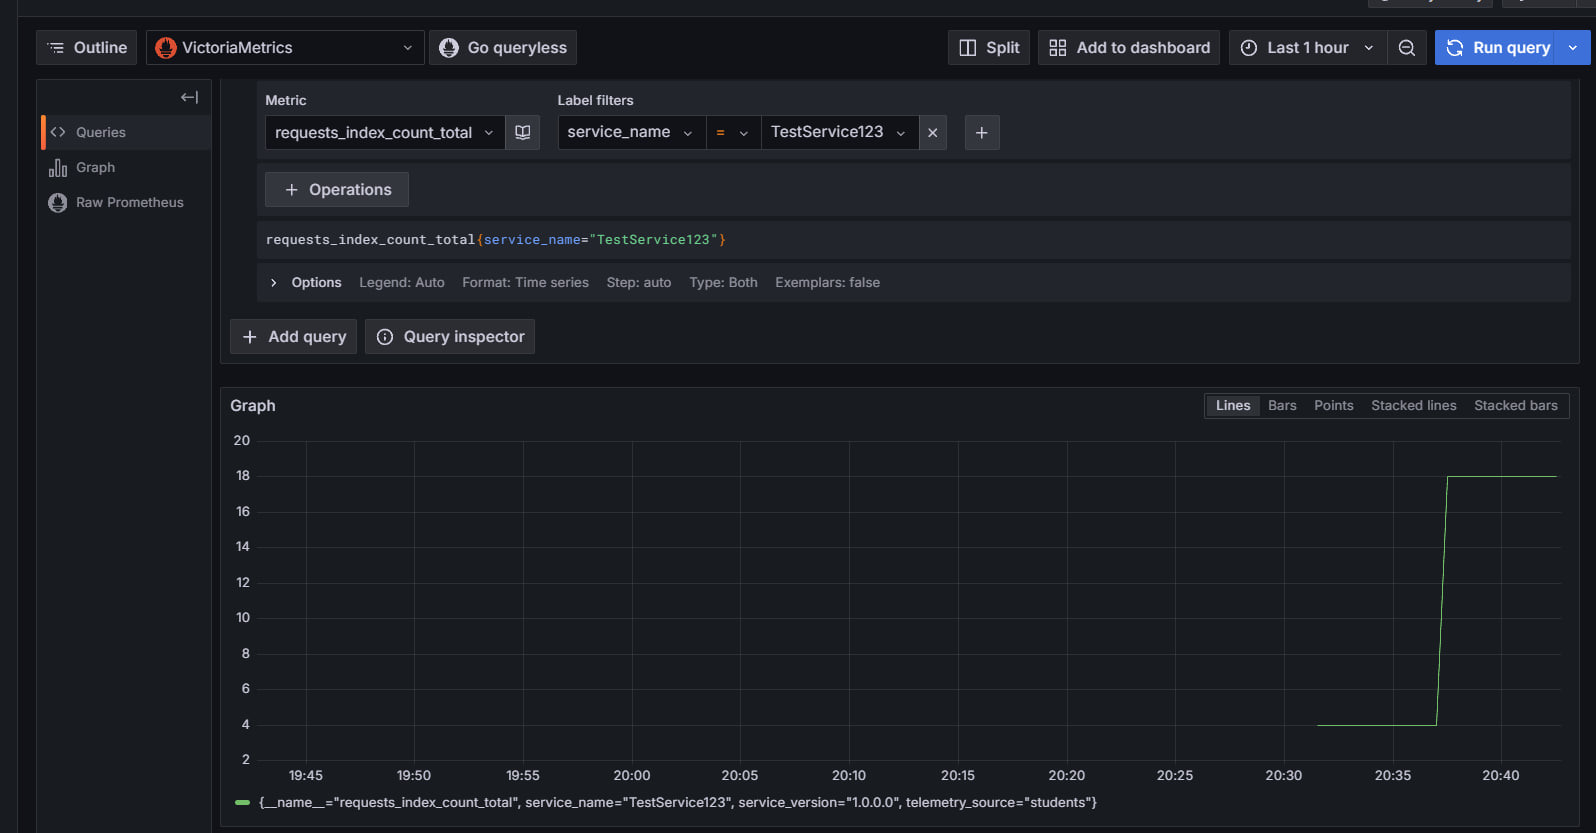 Outline
VictoriaMetrics
Go queryless
Split
Add to dashboard
Last 1 hour
Run query
Queries
Graph
Raw Prometheus
Metric
Label filters
requests_index_count_total
service_name
=
TestService123
+ Operations
requests_index_count_total{service_name="TestService123"}
Options Legend: Auto Format: Time series Step: auto Type: Both Exemplars: false
+ Add query
Query inspector
Graph
Lines Bars Points Stacked lines Stacked bars
20
18
16
14
12
10
8
6
4
2
19:45 19:50 19:55 20:00 20:05 20:10 20:15 20:20 20:25 20:30 20:35 20:40
{__name__="requests_index_count_total", service_name="TestService123", service_version="1.0.0.0", telemetry_source="students"}